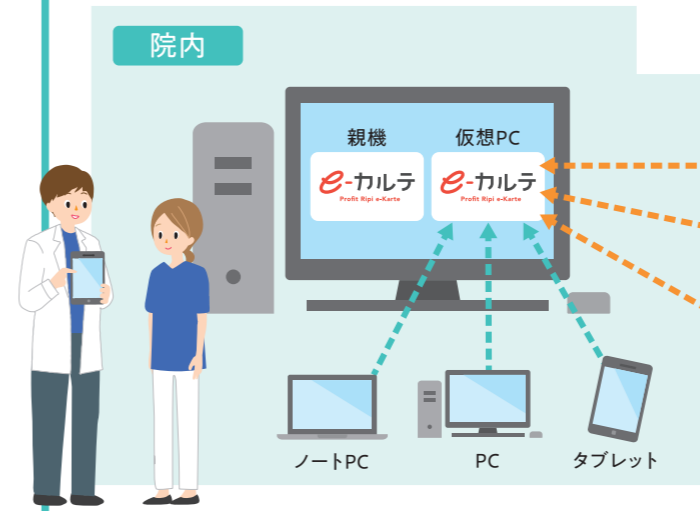 院内
親機
仮想PC
e-カルテ
Profit Ripi e-Karte
e-カルテ
Profit Ripi e-Karte
ノートPC
PC
タブレット